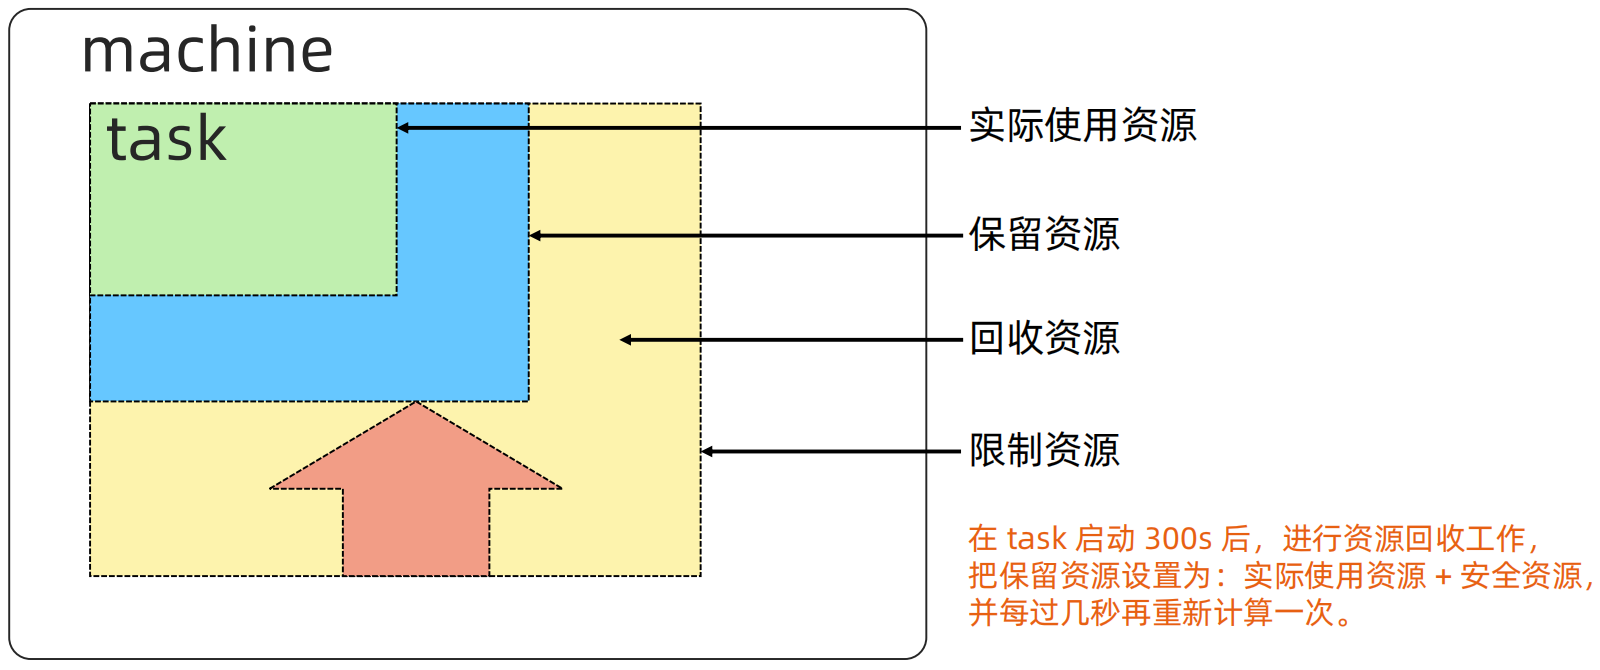 machine
task
实际使用资源
保留资源
回收资源
限制资源
在 task 启动 300s 后，进行资源回收工作，
把保留资源设置为：实际使用资源 + 安全资源，
并每过几秒再重新计算一次。